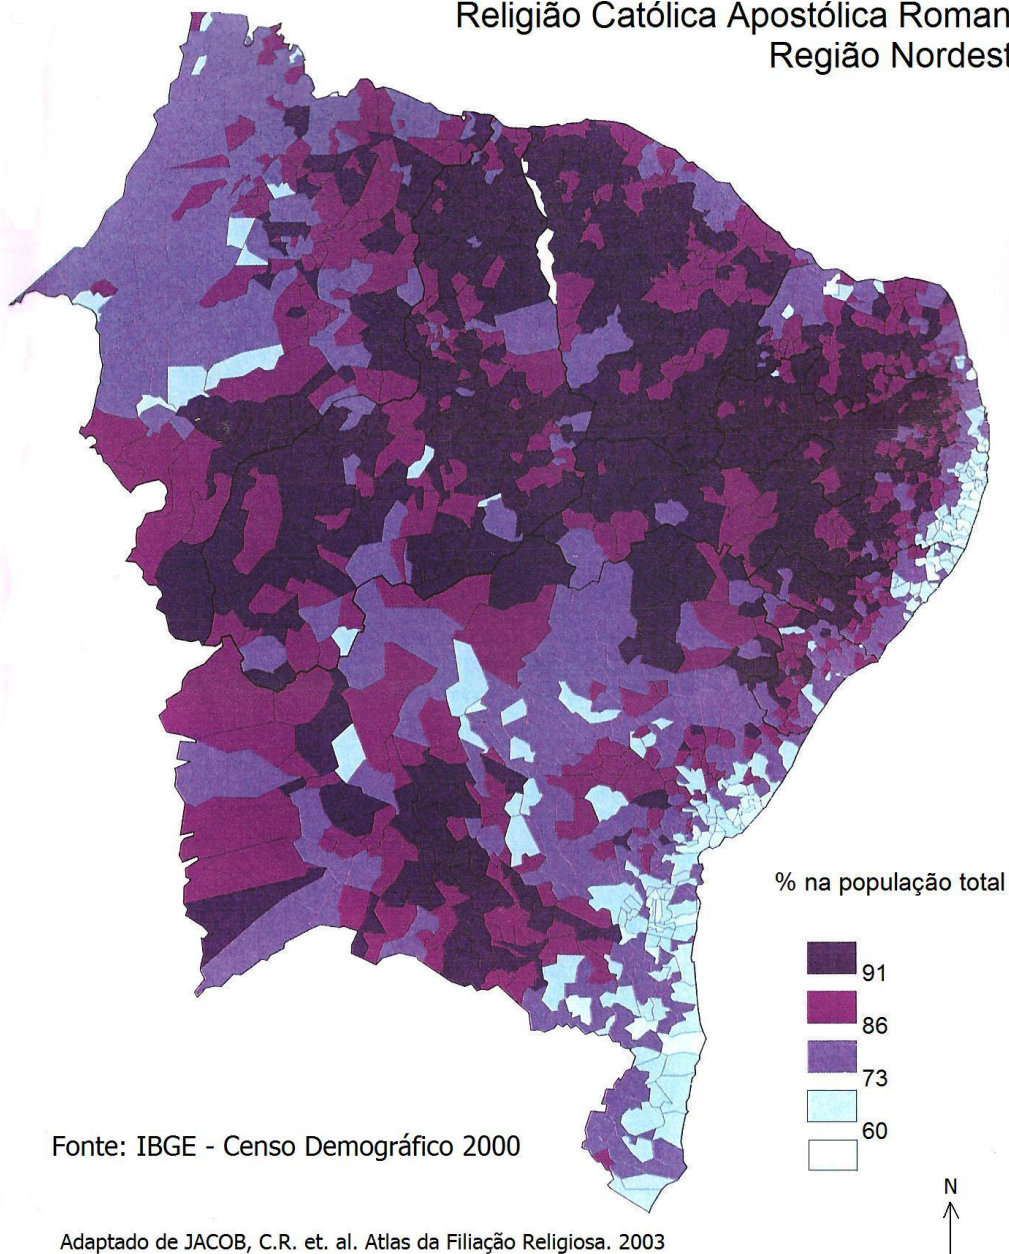 Religião Católica Apostólica Roman
Região Nordest
% na população total
91
86
73
60
Fonte: IBGE - Censo Demográfico 2000
N
Adaptado de JACOB, C.R. et. al. Atlas da Filiação Religiosa. 2003